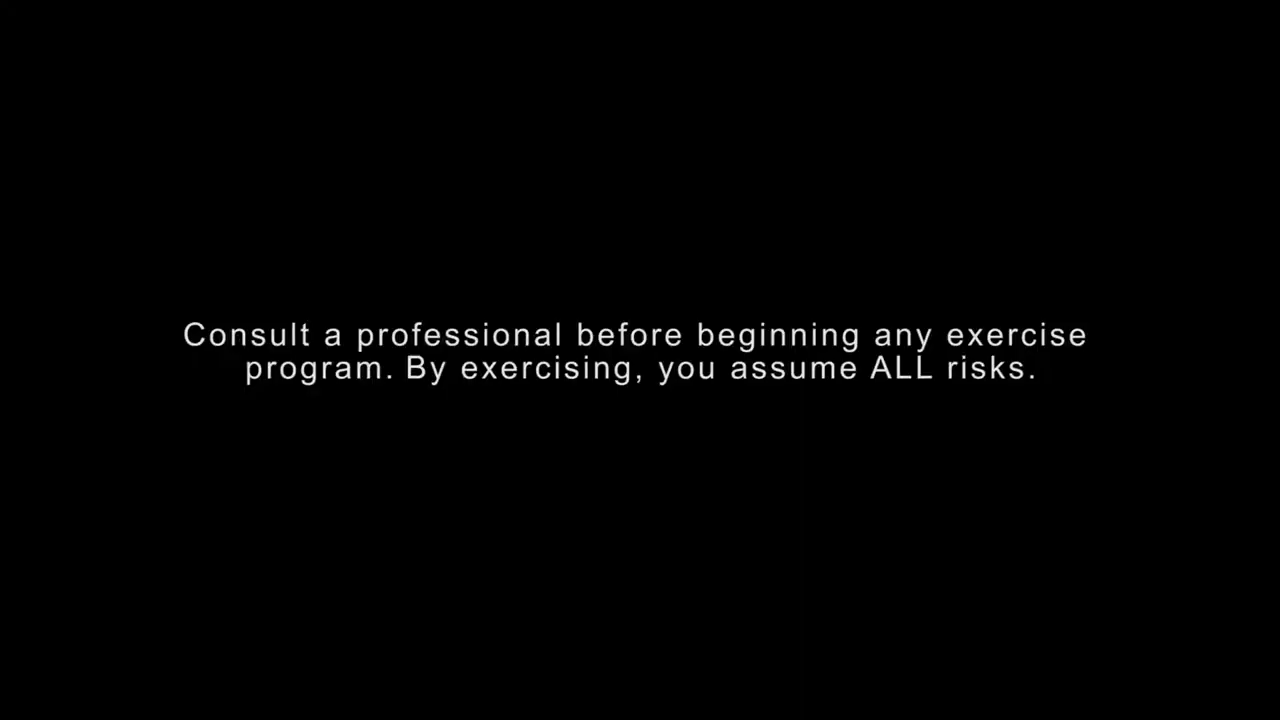 Consult a professional before beginning any exercise
program. By exercising, you assume ALL risks.